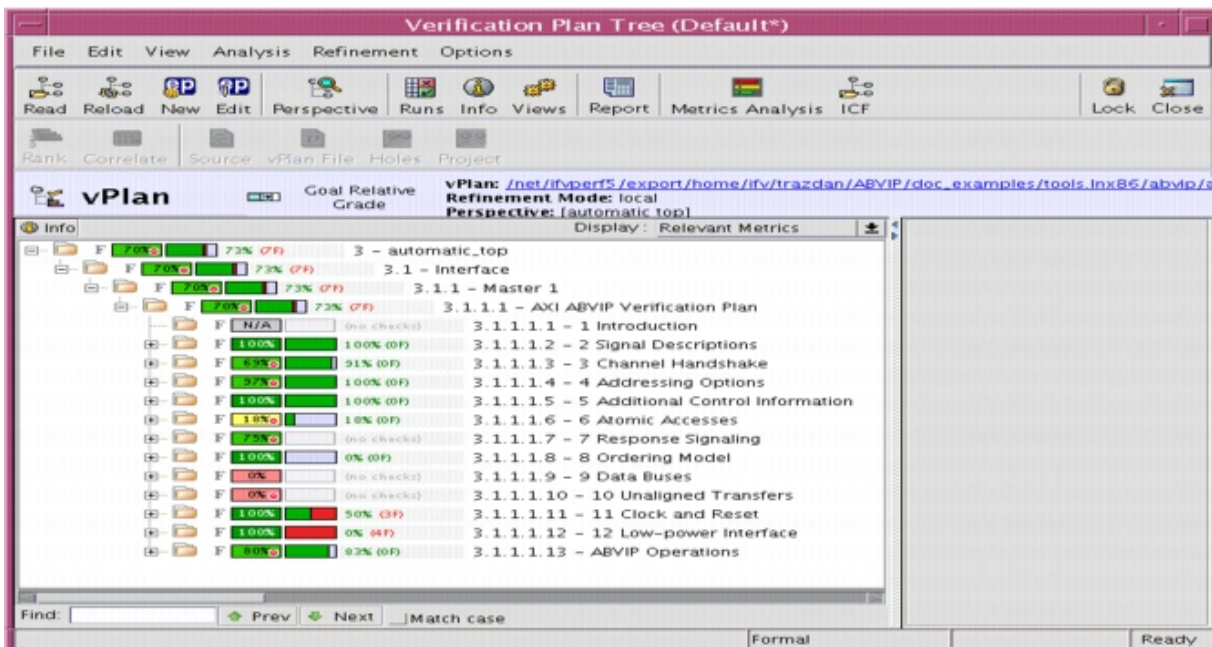 Verification Plan Tree (Default*)
File Edit View Analysis Refinement Options
Read Reload New Edit Perspective Runs Info Views Report Metrics Analysis ICF Lock Close
Rank Correlate Source vPlan File Holes Project
vPlan Goal Relative Grade
vPlan: /net/ifvperf5/export/home/ifv/trazdan/ABVIP/doc_examples/tools.lnx86/abvip/a
Refinement Mode: local
Perspective: [automatic top]
Info Display: Relevant Metrics
F 70% 73% (7F) 3 - automatic_top
F 70% 73% (7F) 3.1 - Interface
F 70% 73% (7F) 3.1.1 - Master 1
F 70% 73% (7F) 3.1.1.1 - AXI ABVIP Verification Plan
F N/A (no checks) 3.1.1.1.1 - 1 Introduction
F 100% 100% (0F) 3.1.1.1.2 - 2 Signal Descriptions
F 69% 91% (0F) 3.1.1.1.3 - 3 Channel Handshake
F 97% 100% (0F) 3.1.1.1.4 - 4 Addressing Options
F 100% 100% (0F) 3.1.1.1.5 - 5 Additional Control Information
F 18% 18% (0F) 3.1.1.1.6 - 6 Atomic Accesses
F 75% (no checks) 3.1.1.1.7 - 7 Response Signaling
F 100% 0% (0F) 3.1.1.1.8 - 8 Ordering Model
F 0% (no checks) 3.1.1.1.9 - 9 Data Buses
F 0% (no checks) 3.1.1.1.10 - 10 Unaligned Transfers
F 100% 50% (3F) 3.1.1.1.11 - 11 Clock and Reset
F 100% 0% (4F) 3.1.1.1.12 - 12 Low-power Interface
F 80% 83% (0F) 3.1.1.1.13 - ABVIP Operations
Find: Prev Next Match case
Formal Ready